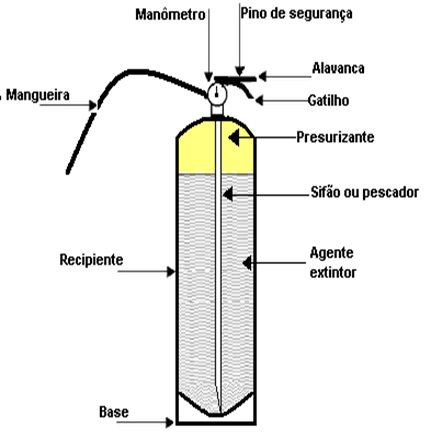 Manômetro
Pino de segurança
Alavanca
Mangueira
Gatilho
Presurizante
Sifão ou pescador
Recipiente
Agente
extintor
Base